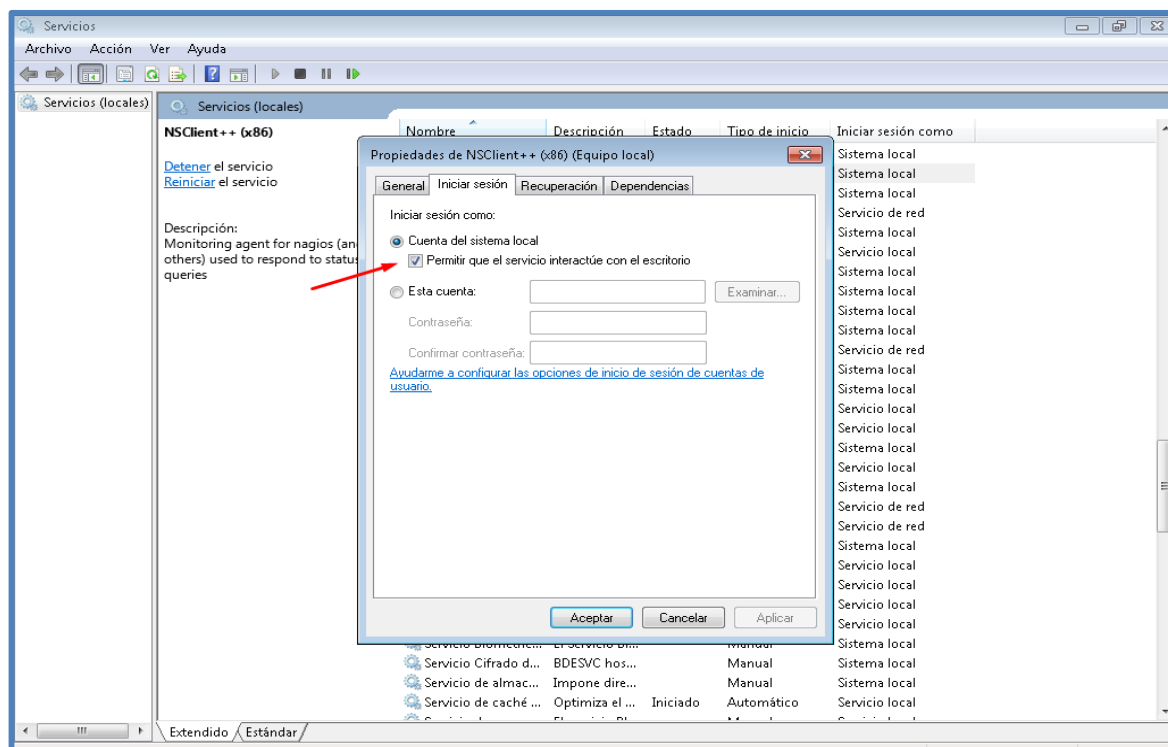 Servicios
Archivo Acción Ver Ayuda
Servicios (locales)
Servicios (locales)
NSClient++ (x86)
Detener el servicio
Reiniciar el servicio
Descripción:
Monitoring agent for nagios (an
others) used to respond to status
queries
Nombre Descripción Estado Tipo de inicio Iniciar sesión como
Propiedades de NSClient++ (x86) (Equipo local)
General Iniciar sesión Recuperación Dependencias
Iniciar sesión como:
Cuenta del sistema local
Permitir que el servicio interactúe con el escritorio
Esta cuenta:
Examinar...
Contraseña:
Confirmar contraseña:
Ayudarme a configurar las opciones de inicio de sesión de cuentas de
usuario.
Aceptar Cancelar Aplicar
Sistema local
Sistema local
Sistema local
Servicio de red
Sistema local
Servicio local
Sistema local
Sistema local
Sistema local
Sistema local
Servicio de red
Sistema local
Sistema local
Servicio local
Servicio local
Sistema local
Servicio local
Sistema local
Servicio de red
Servicio de red
Sistema local
Servicio local
Servicio local
Servicio local
Servicio local
Servicio Biométric... El servicio Bi... Manual Sistema local
Servicio Cifrado d... BDESVC hos... Manual Sistema local
Servicio de almac... Impone dire... Manual Sistema local
Servicio de caché ... Optimiza el ... Iniciado Automático Servicio local
Extendido Estándar